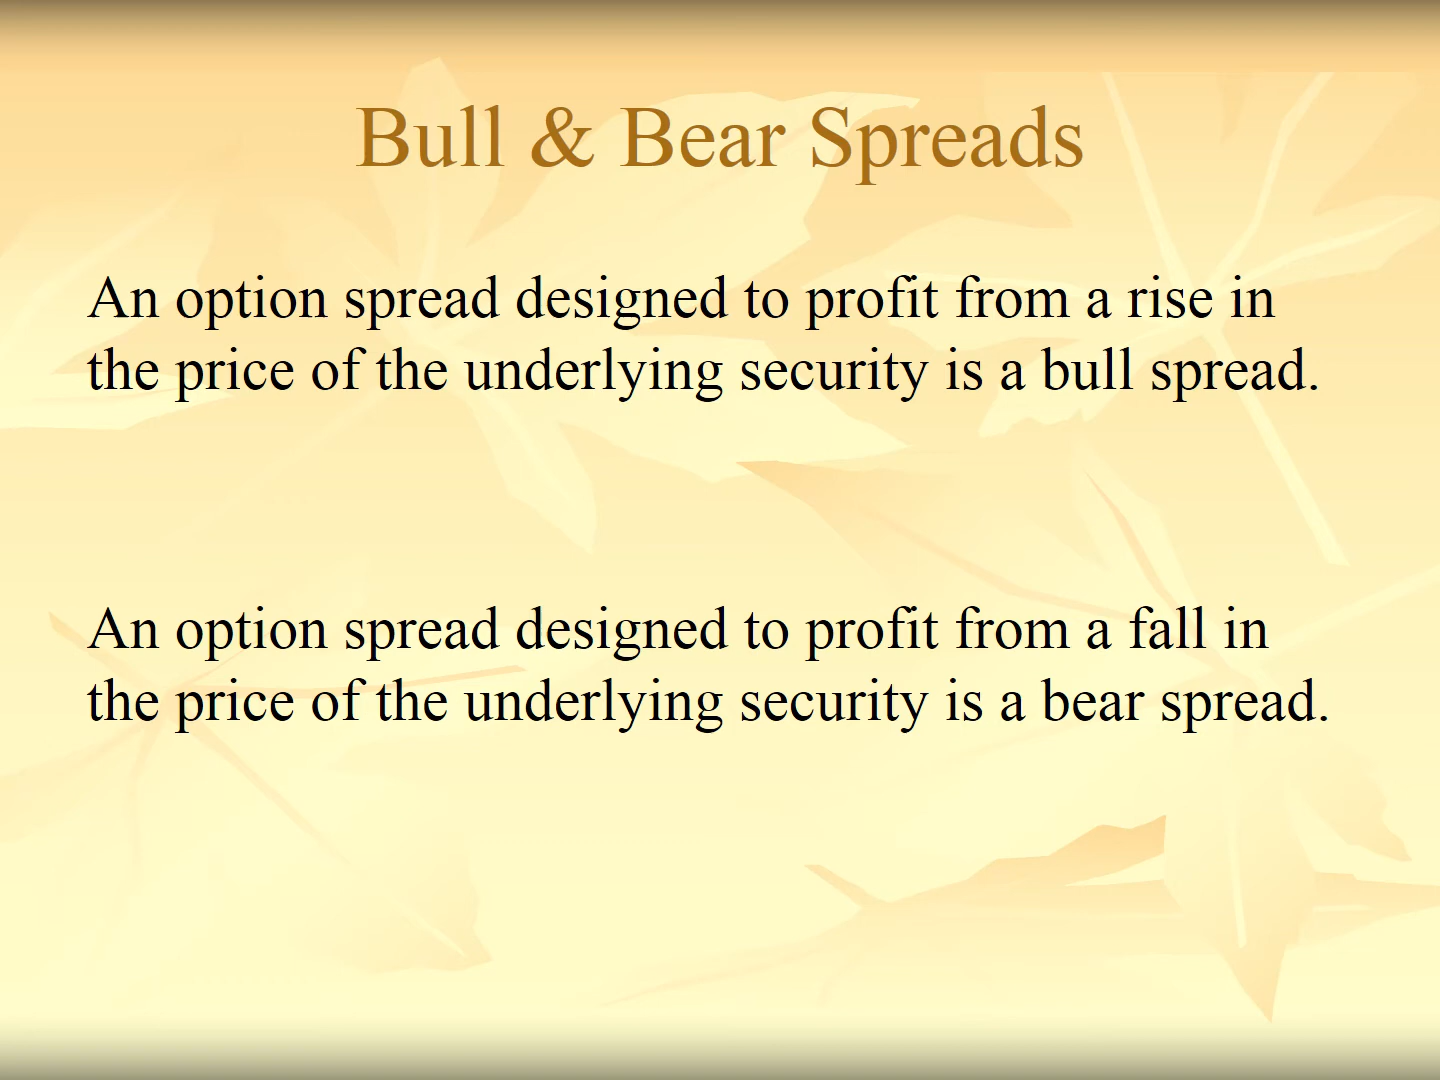 Bull & Bear Spreads
An option spread designed to profit from a rise in
the price of the underlying security is a bull spread.
An option spread designed to profit from a fall in
the price of the underlying security is a bear spread.